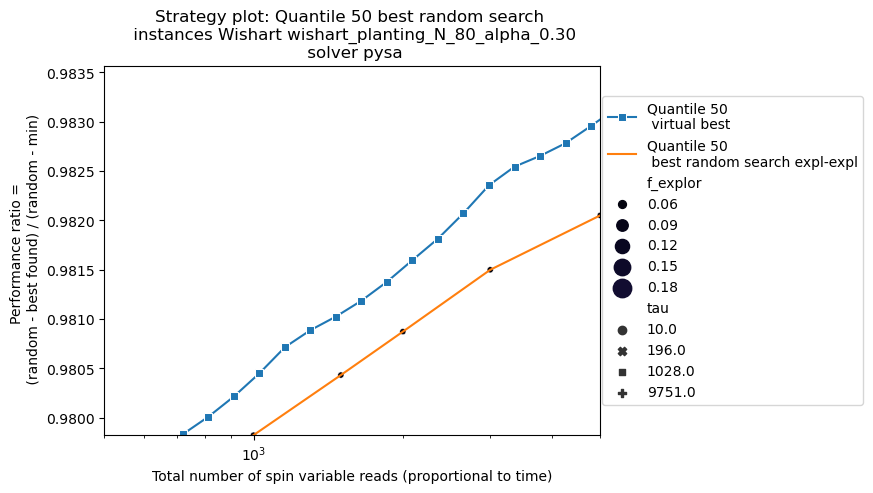 Strategy plot: Quantile 50 best random search
instances Wishart wishart_planting_N_80_alpha_0.30
solver pysa
Performance ratio =
(random - best found) / (random - min)
0.9835
0.9830
0.9825
0.9820
0.9815
0.9810
0.9805
0.9800
10³
Total number of spin variable reads (proportional to time)
Quantile 50
virtual best
Quantile 50
best random search expl-expl
f_explor
0.06
0.09
0.12
0.15
0.18
tau
10.0
196.0
1028.0
9751.0